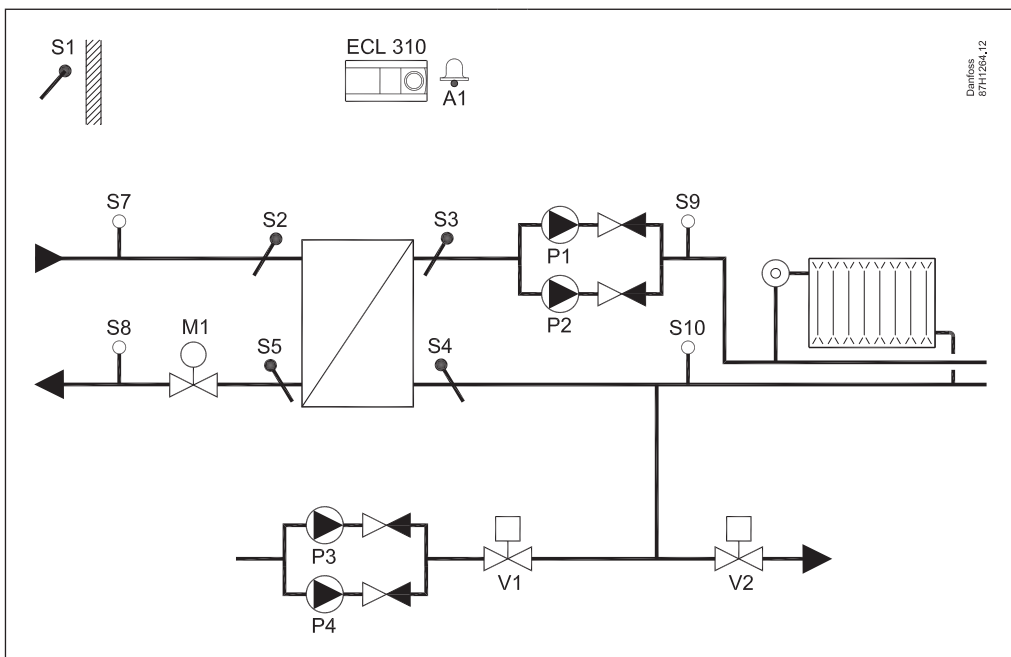 S1
ECL 310
A1
Danfoss
87H1264.12
S7
S2
S3
P1
P2
S9
S8
M1
S5
S4
S10
P3
P4
V1
V2